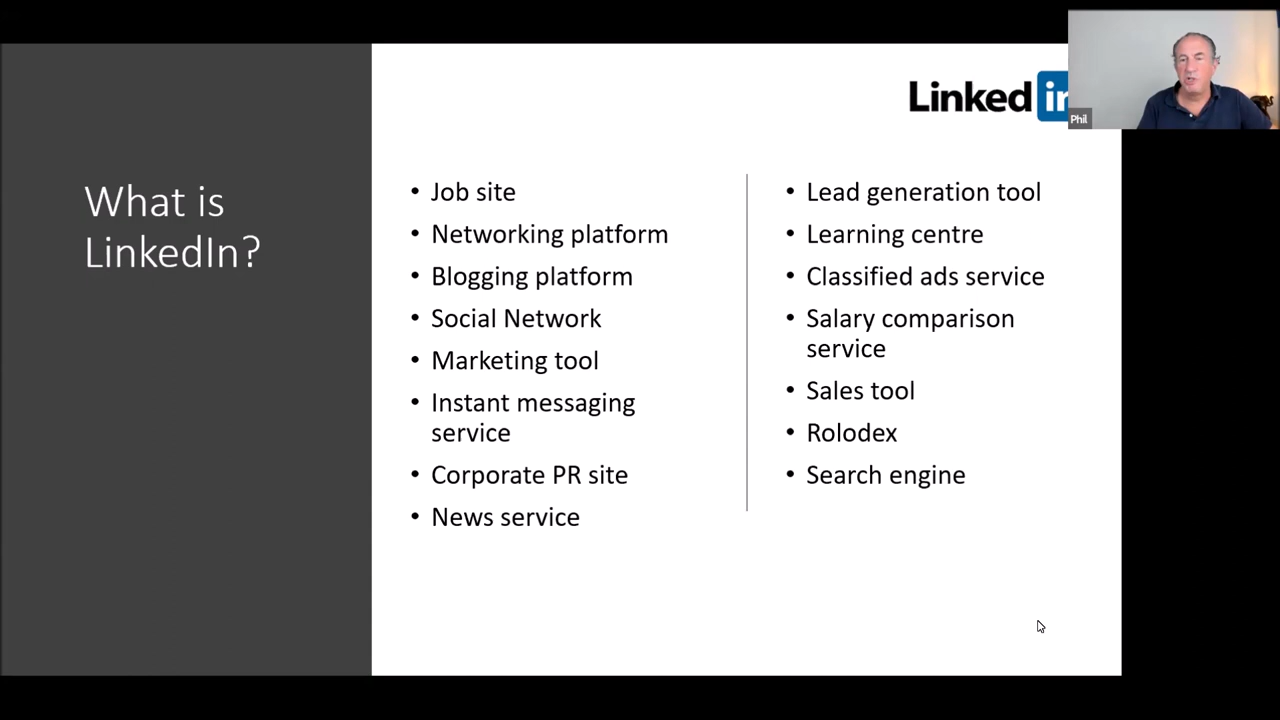 What is
LinkedIn?
Linked in
Phil
• Job site
• Networking platform
• Blogging platform
• Social Network
• Marketing tool
• Instant messaging
service
• Corporate PR site
• News service
• Lead generation tool
• Learning centre
• Classified ads service
• Salary comparison
service
• Sales tool
• Rolodex
• Search engine